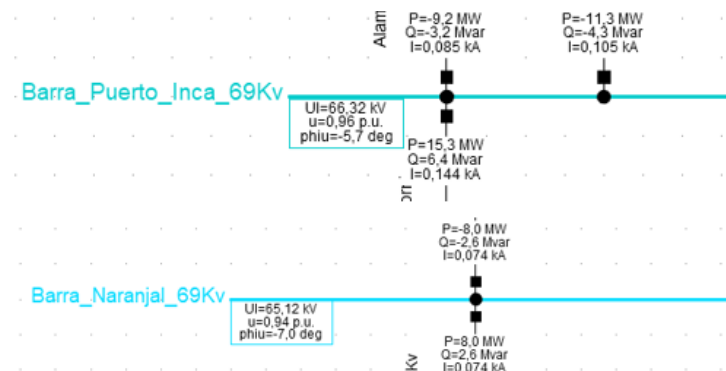 Alam
P=-9,2 MW
Q=-3,2 Mvar
I=0,085 kA
P=-11,3 MW
Q=-4,3 Mvar
I=0,105 kA
Barra_Puerto_Inca_69Kv
Ul=66,32 kV
u=0,96 p.u.
phiu=-5,7 deg
P=15,3 MW
Q=6,4 Mvar
I=0,144 kA
P=-8,0 MW
Q=-2,6 Mvar
I=0,074 kA
Barra_Naranjal_69Kv
Ul=65,12 kV
u=0,94 p.u.
phiu=-7,0 deg
P=8,0 MW
Q=2,6 Mvar
I=0,074 kA
Kv